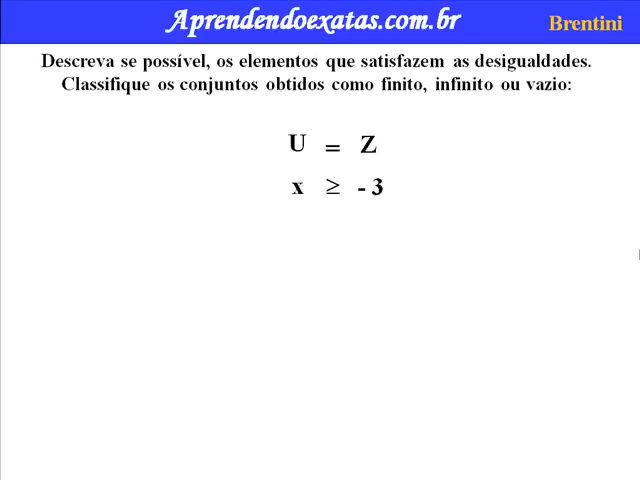 Aprendendoexatas.com.br
Brentini
Descreva se possível, os elementos que satisfazem as desigualdades.
Classifique os conjuntos obtidos como finito, infinito ou vazio:
U = Z
x ≥ - 3